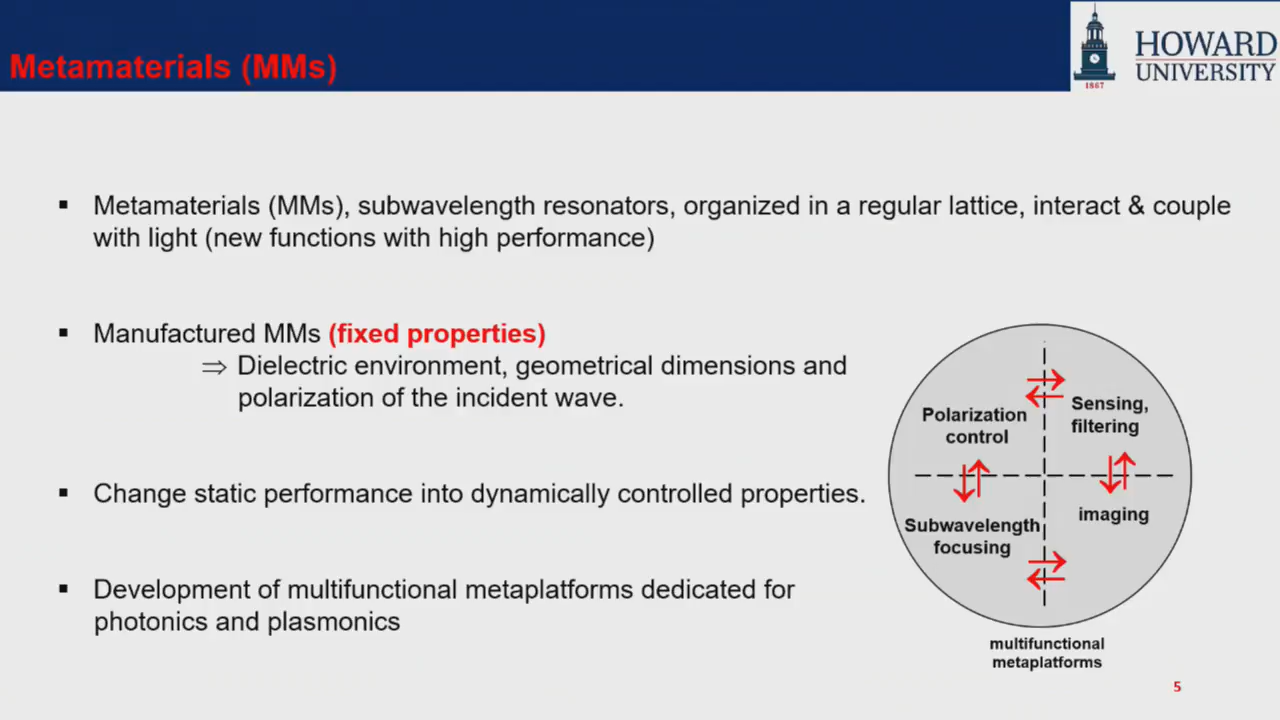 Metamaterials (MMs)
HOWARD
UNIVERSITY
1867
▪ Metamaterials (MMs), subwavelength resonators, organized in a regular lattice, interact & couple
with light (new functions with high performance)
▪ Manufactured MMs (fixed properties)
⇒ Dielectric environment, geometrical dimensions and
polarization of the incident wave.
▪ Change static performance into dynamically controlled properties.
▪ Development of multifunctional metaplatforms dedicated for
photonics and plasmonics
Polarization
control
Sensing,
filtering
Subwavelength
focusing
imaging
multifunctional
metaplatforms
5